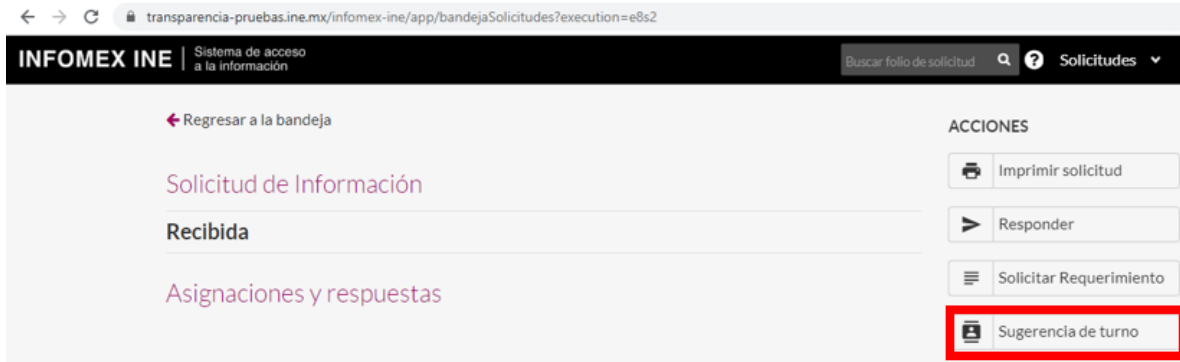 transparencia-pruebas.ine.mx/infomex-ine/app/bandejaSolicitudes?execution=e8s2
INFOMEX INE | Sistema de acceso
a la información
Buscar folio de solicitud
? Solicitudes
Regresar a la bandeja
Solicitud de Información
Recibida
Asignaciones y respuestas
ACCIONES
Imprimir solicitud
Responder
Solicitar Requerimiento
Sugerencia de turno